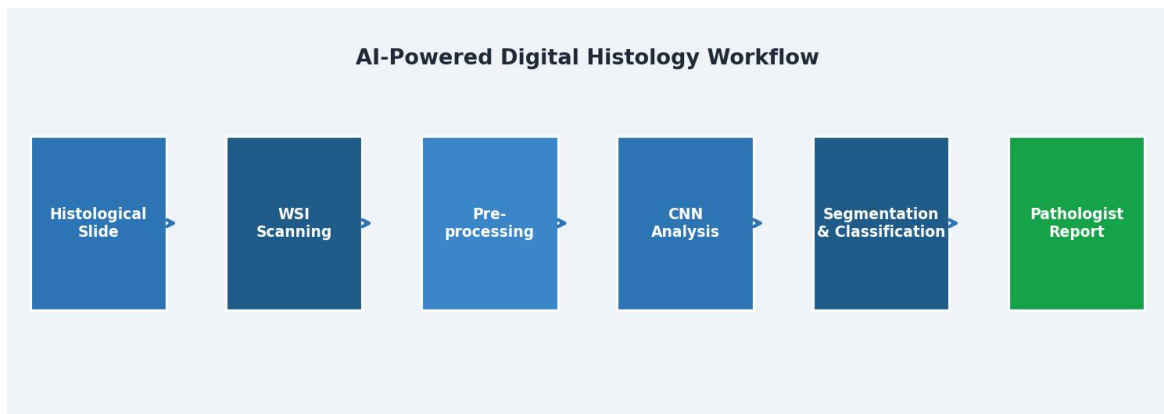 AI-Powered Digital Histology Workflow
Histological
Slide
WSI
Scanning
Pre-
processing
CNN
Analysis
Segmentation
& Classification
Pathologist
Report